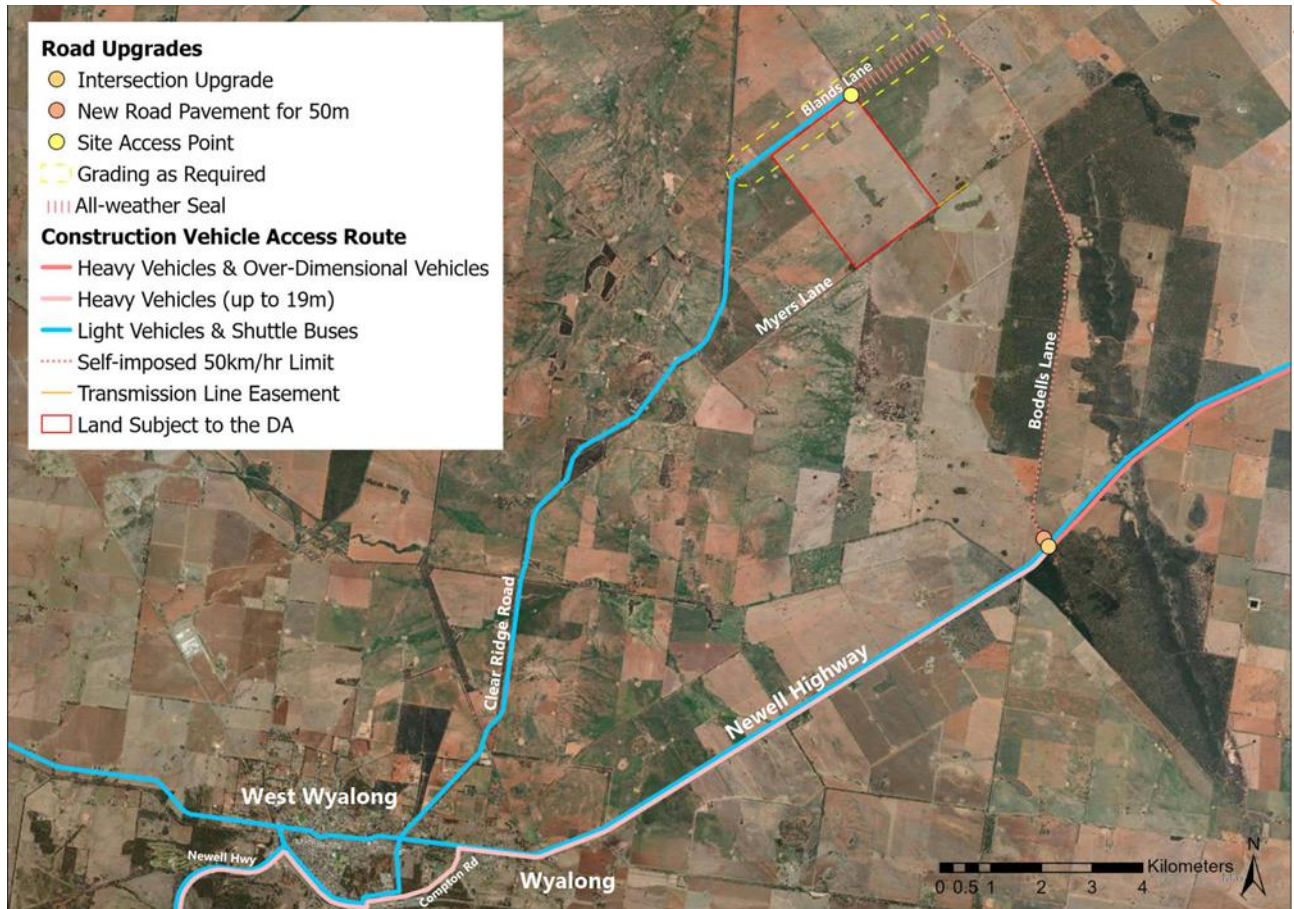 Road Upgrades
Intersection Upgrade
New Road Pavement for 50m
Site Access Point
Grading as Required
All-weather Seal
Construction Vehicle Access Route
Heavy Vehicles & Over-Dimensional Vehicles
Heavy Vehicles (up to 19m)
Light Vehicles & Shuttle Buses
Self-imposed 50km/hr Limit
Transmission Line Easement
Land Subject to the DA
Blands Lane
Myers Lane
Bodells Lane
Clear Ridge Road
Newell Highway
West Wyalong
Newell Hwy
Compton Rd
Wyalong
N
Kilometers
0 0.5 1 2 3 4